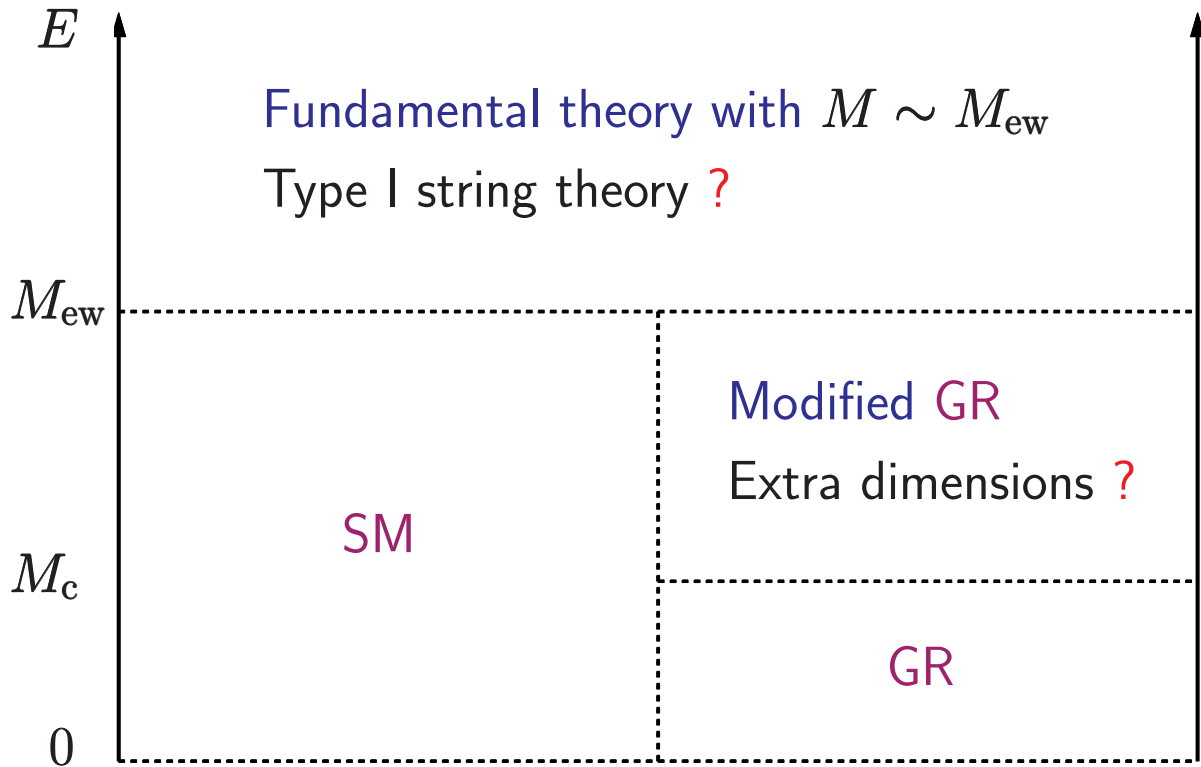 E
Fundamental theory with M ∼ M_ew
Type I string theory ?
M_ew
Modified GR
Extra dimensions ?
SM
M_c
GR
0